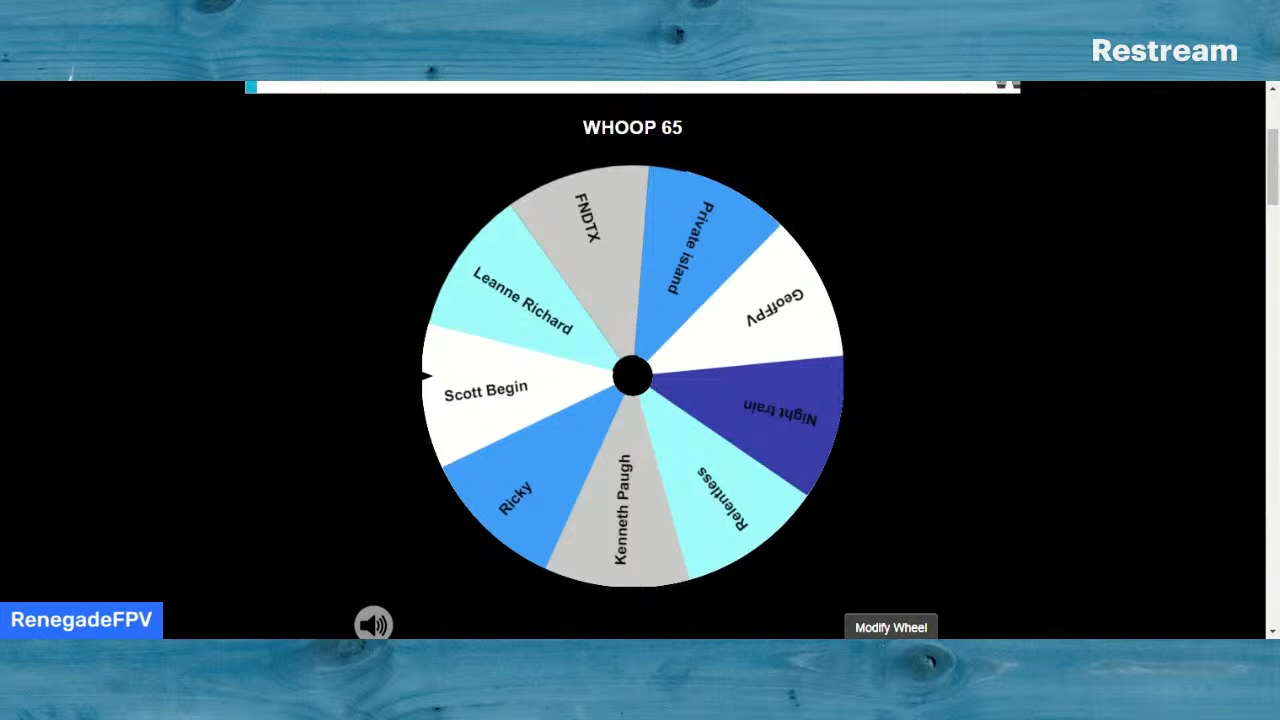 Restream
WHOOP 65
FNDTX
Private island
Leanne Richard
GeofFPV
Scott Begin
Night train
Ricky
Kenneth Paugh
Relentless
RenegadeFPV
Modify Wheel